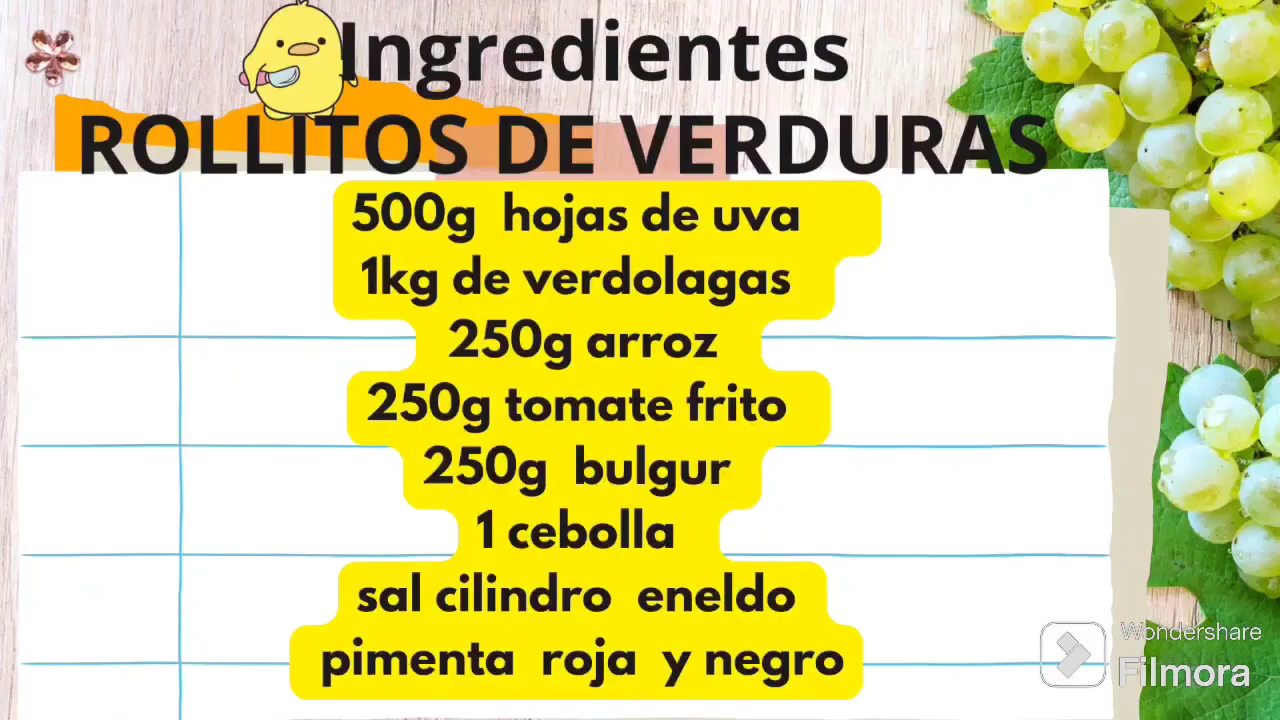 Ingredientes
ROLLITOS DE VERDURAS
500g hojas de uva
1kg de verdolagas
250g arroz
250g tomate frito
250g bulgur
1 cebolla
sal cilindro eneldo
pimenta roja y negro
Wondershare
Filmora